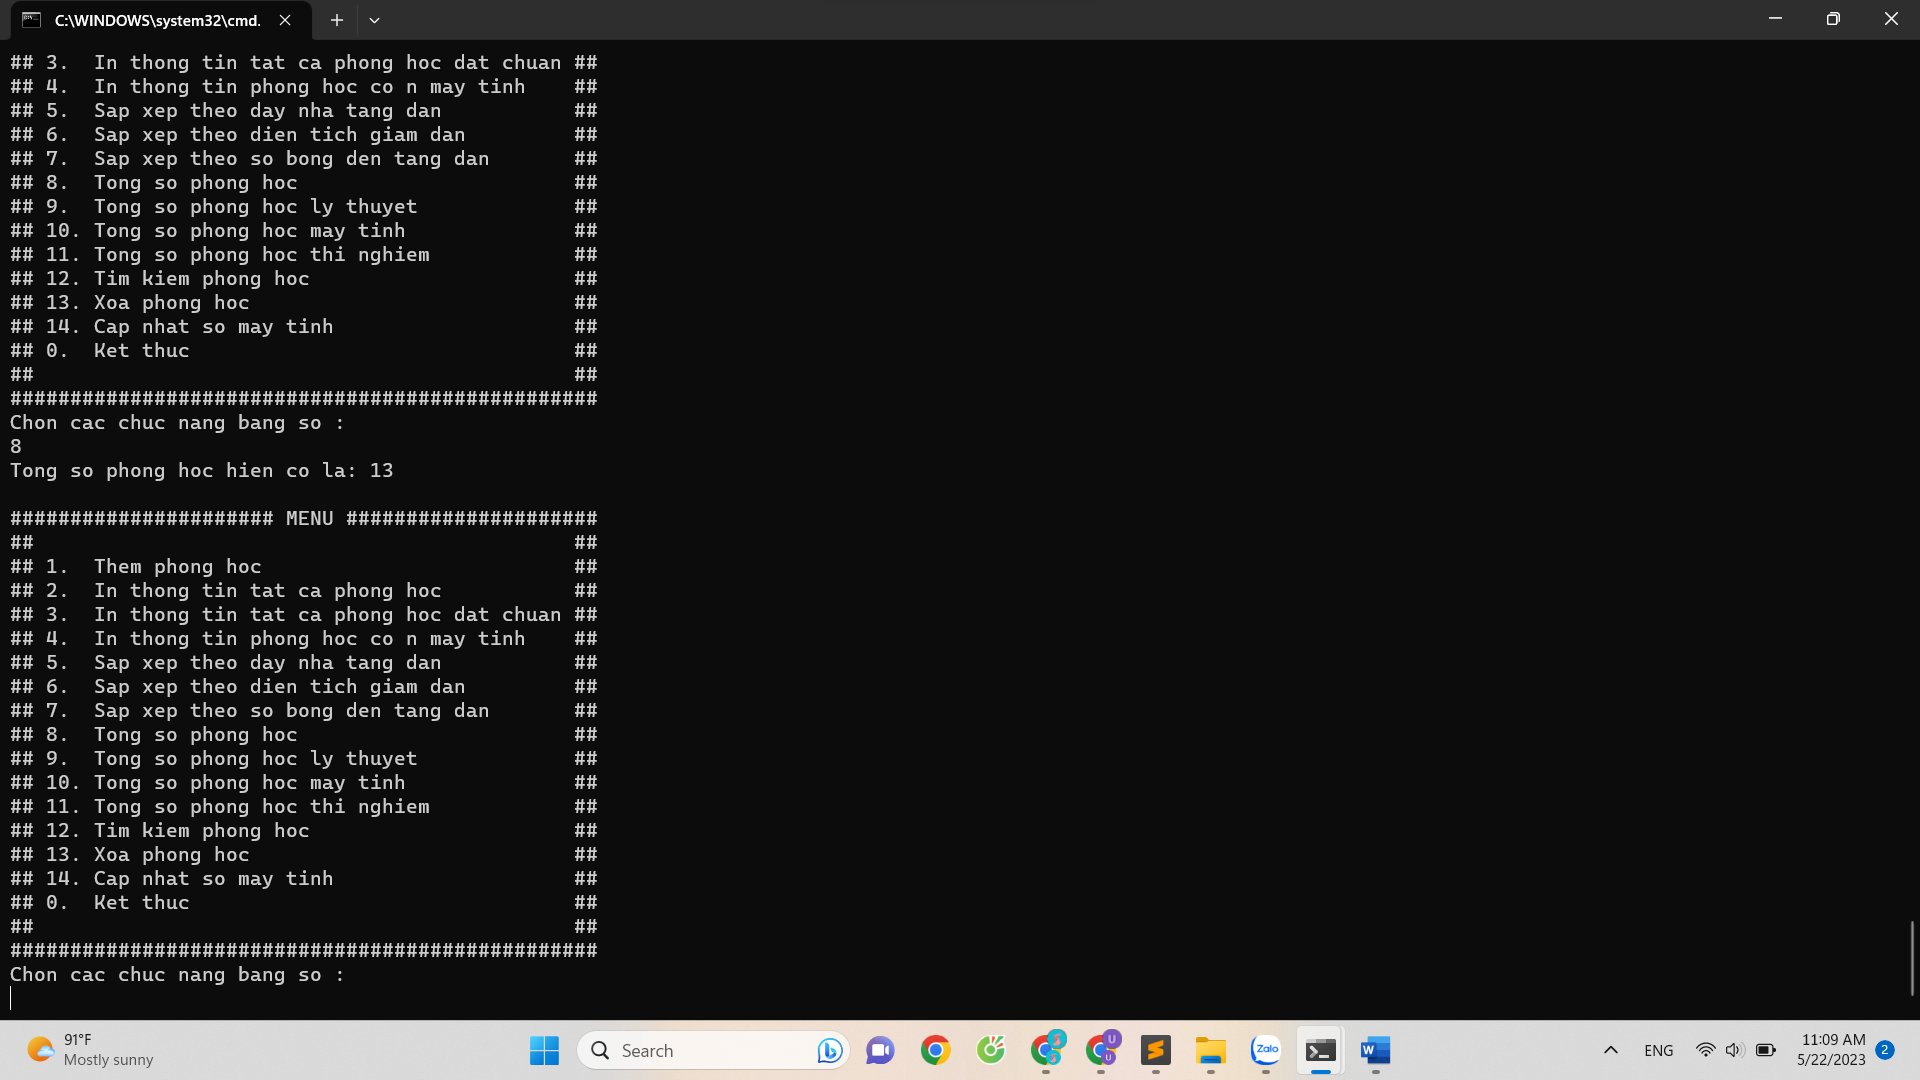 C:\WINDOWS\system32\cmd.
## 3.  In thong tin tat ca phong hoc dat chuan ##
## 4.  In thong tin phong hoc co n may tinh    ##
## 5.  Sap xep theo day nha tang dan           ##
## 6.  Sap xep theo dien tich giam dan         ##
## 7.  Sap xep theo so bong den tang dan       ##
## 8.  Tong so phong hoc                       ##
## 9.  Tong so phong hoc ly thuyet             ##
## 10. Tong so phong hoc may tinh              ##
## 11. Tong so phong hoc thi nghiem            ##
## 12. Tim kiem phong hoc                      ##
## 13. Xoa phong hoc                           ##
## 14. Cap nhat so may tinh                    ##
## 0.  Ket thuc                                ##
##                                             ##
#################################################
Chon cac chuc nang bang so :
8
Tong so phong hoc hien co la: 13
###################### MENU #####################
##                                             ##
## 1.  Them phong hoc                          ##
## 2.  In thong tin tat ca phong hoc           ##
## 3.  In thong tin tat ca phong hoc dat chuan ##
## 4.  In thong tin phong hoc co n may tinh    ##
## 5.  Sap xep theo day nha tang dan           ##
## 6.  Sap xep theo dien tich giam dan         ##
## 7.  Sap xep theo so bong den tang dan       ##
## 8.  Tong so phong hoc                       ##
## 9.  Tong so phong hoc ly thuyet             ##
## 10. Tong so phong hoc may tinh              ##
## 11. Tong so phong hoc thi nghiem            ##
## 12. Tim kiem phong hoc                      ##
## 13. Xoa phong hoc                           ##
## 14. Cap nhat so may tinh                    ##
## 0.  Ket thuc                                ##
##                                             ##
#################################################
Chon cac chuc nang bang so :
91°F
Mostly sunny
Search
U
U
Zalo
W
ENG
11:09 AM
5/22/2023
2